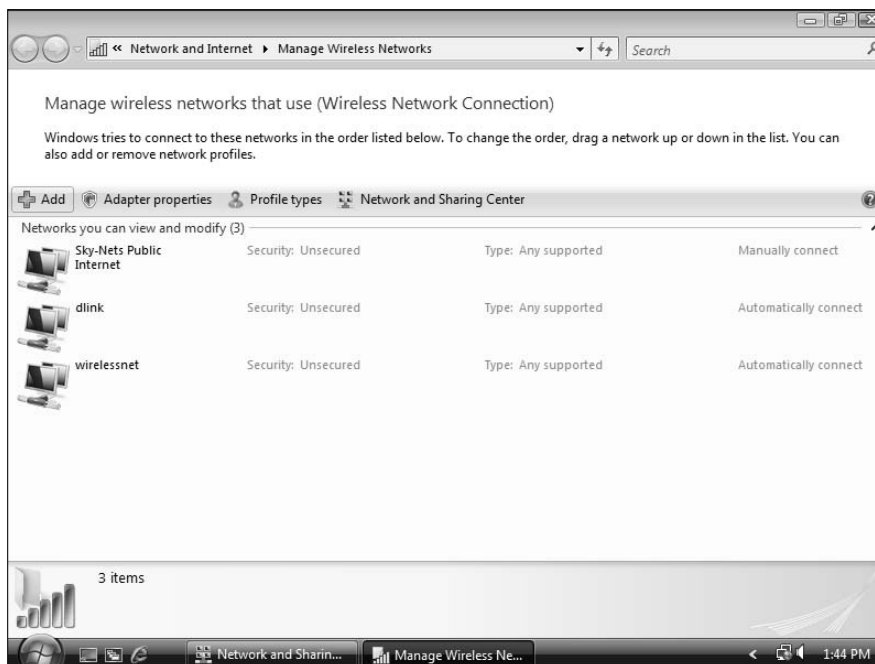 « Network and Internet ▸ Manage Wireless Networks
Search
Manage wireless networks that use (Wireless Network Connection)
Windows tries to connect to these networks in the order listed below. To change the order, drag a network up or down in the list. You can
also add or remove network profiles.
Add Adapter properties Profile types Network and Sharing Center
Networks you can view and modify (3)
Sky-Nets Public Security: Unsecured Type: Any supported Manually connect
Internet
dlink Security: Unsecured Type: Any supported Automatically connect
wirelessnet Security: Unsecured Type: Any supported Automatically connect
3 items
Network and Sharin... Manage Wireless Ne... 1:44 PM